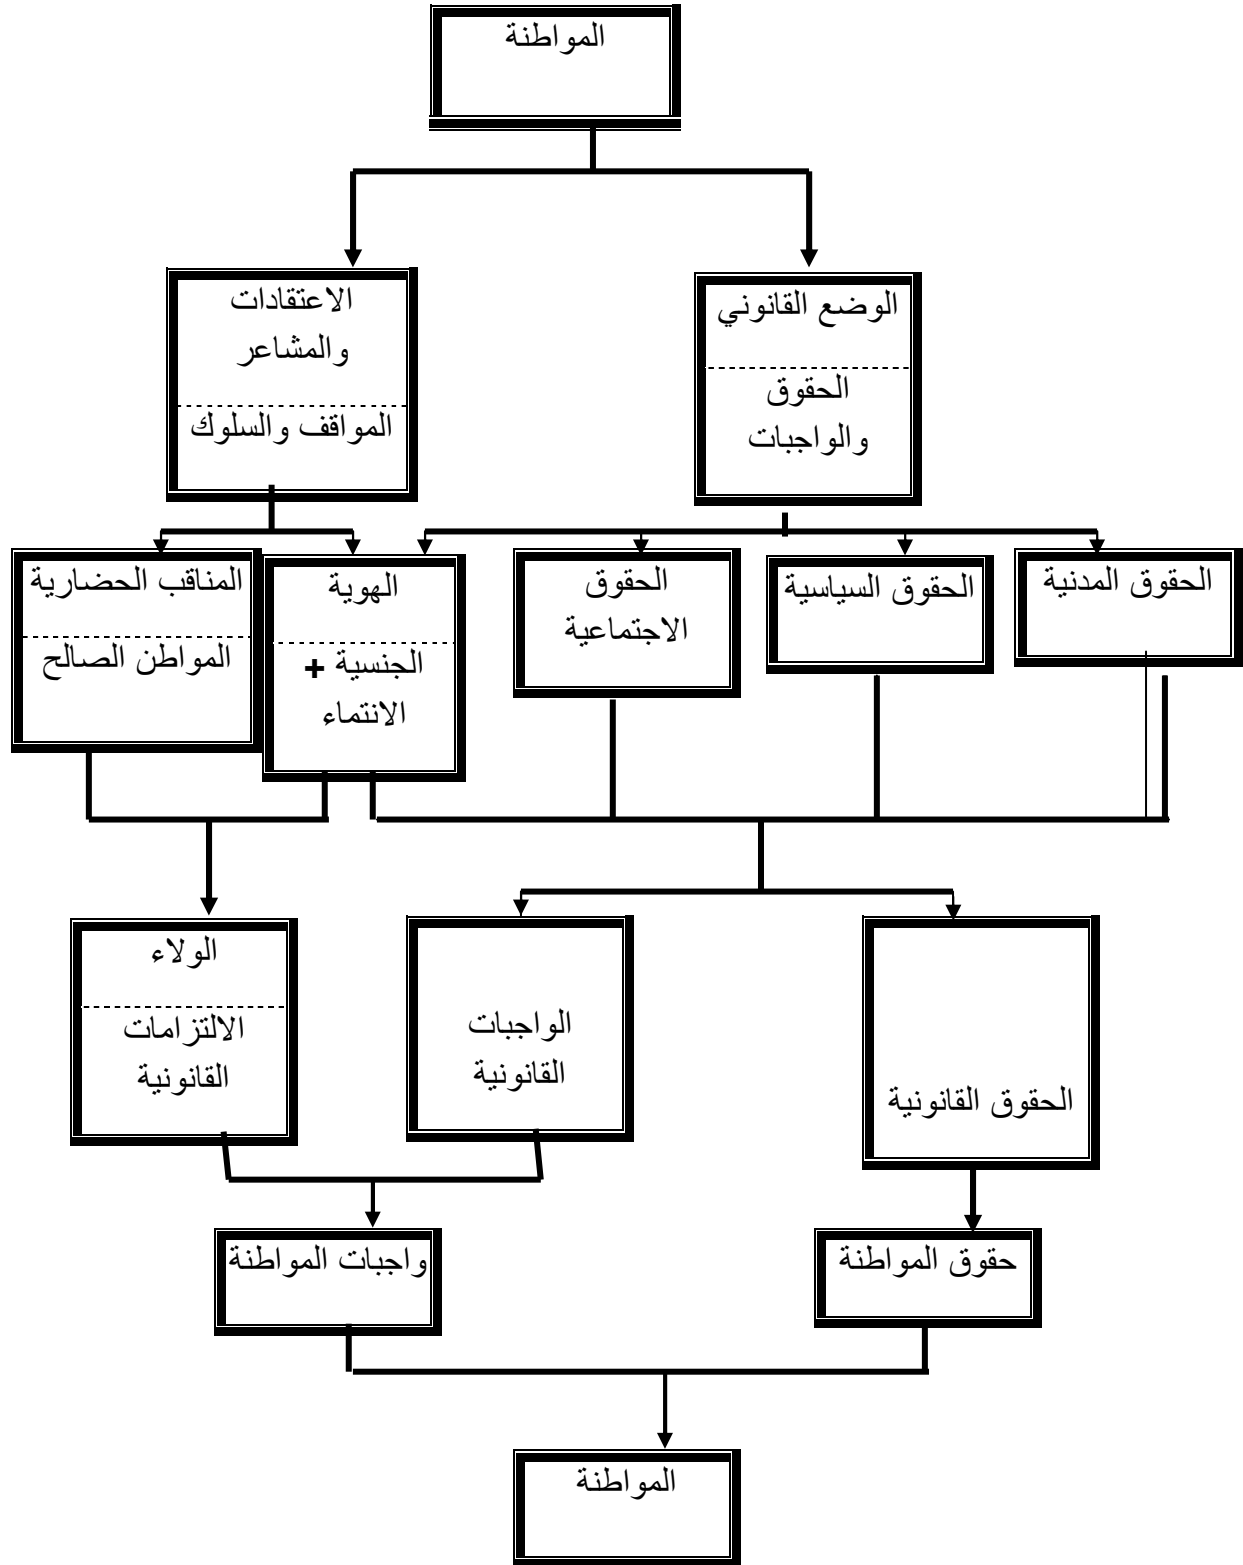 المواطنة
الوضع القانوني
الحقوق
والواجبات
الاعتقادات
والمشاعر
المواقف والسلوك
الحقوق المدنية
الحقوق السياسية
الحقوق
الاجتماعية
الهوية
الجنسية +
الانتماء
المناقب الحضارية
المواطن الصالح
الحقوق القانونية
الواجبات
القانونية
الولاء
الالتزامات
القانونية
حقوق المواطنة
واجبات المواطنة
المواطنة